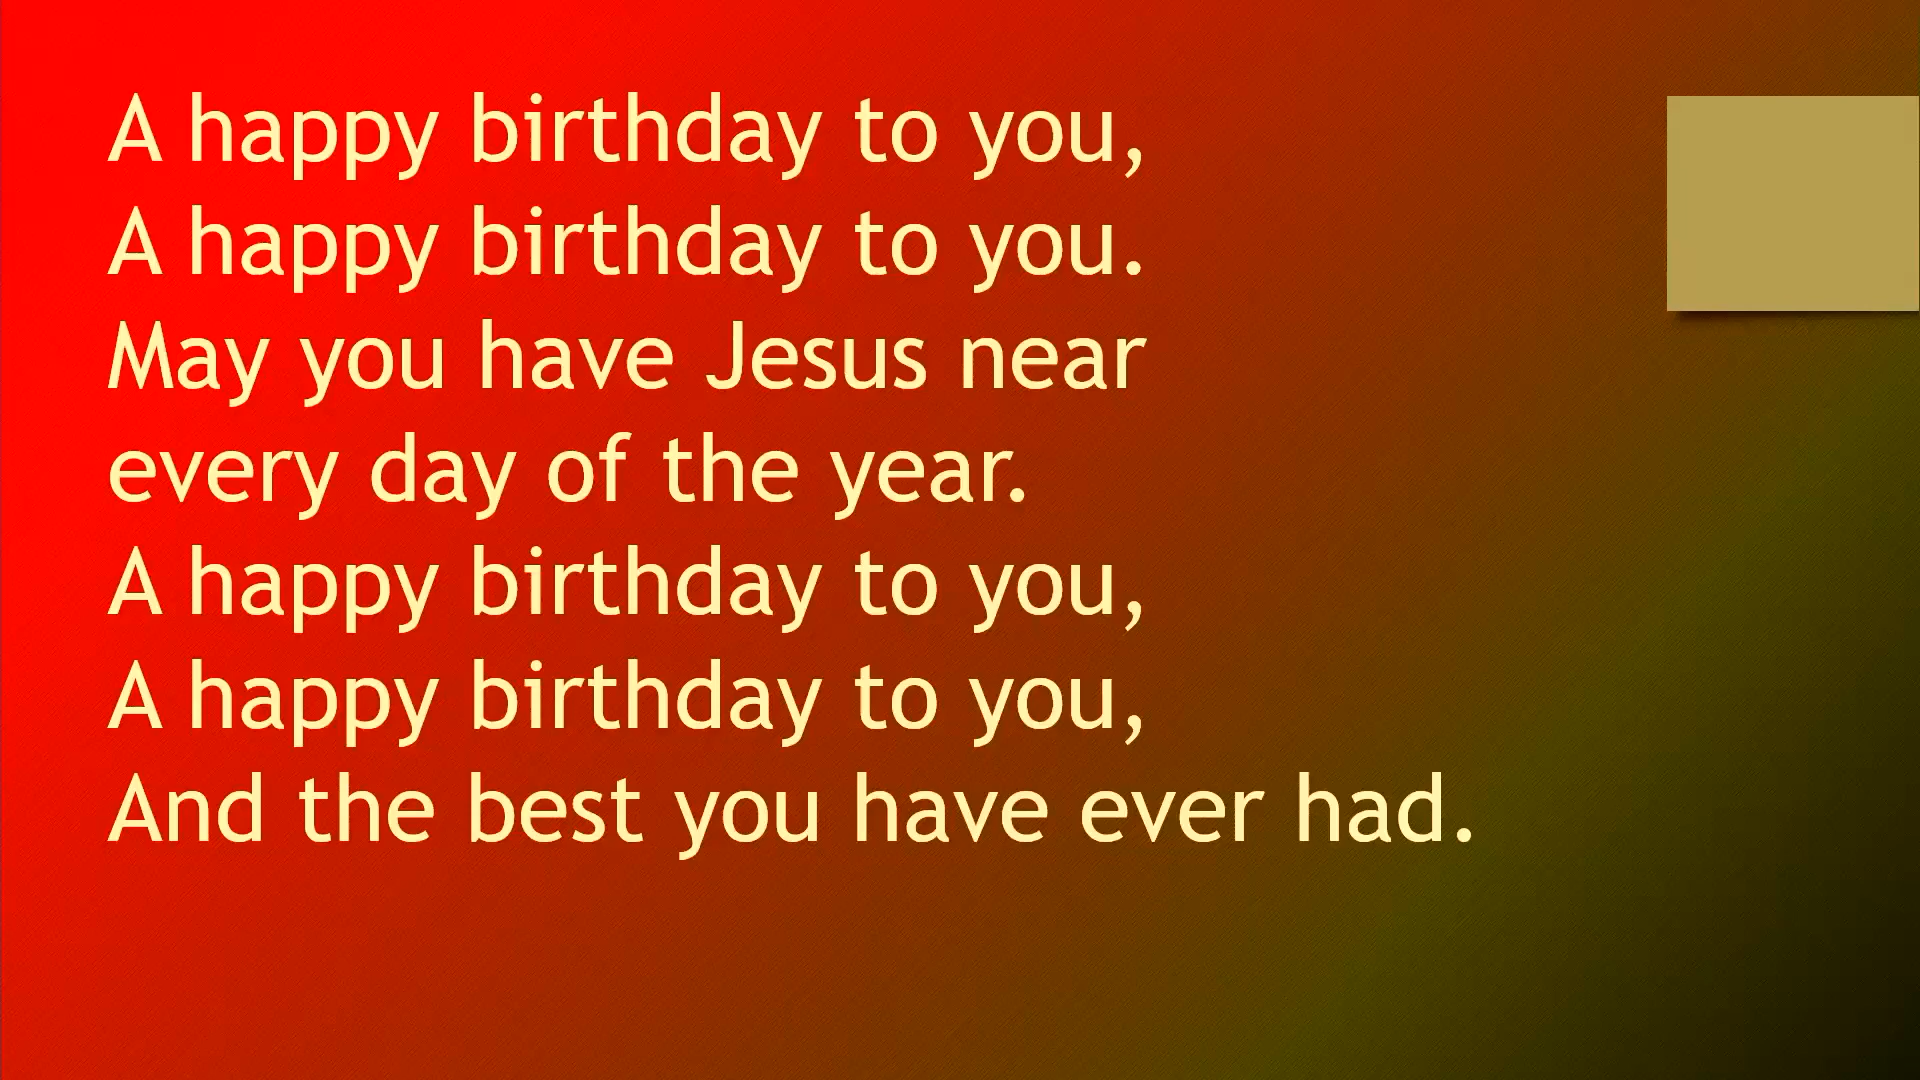 A happy birthday to you,
A happy birthday to you.
May you have Jesus near
every day of the year.
A happy birthday to you,
A happy birthday to you,
And the best you have ever had.